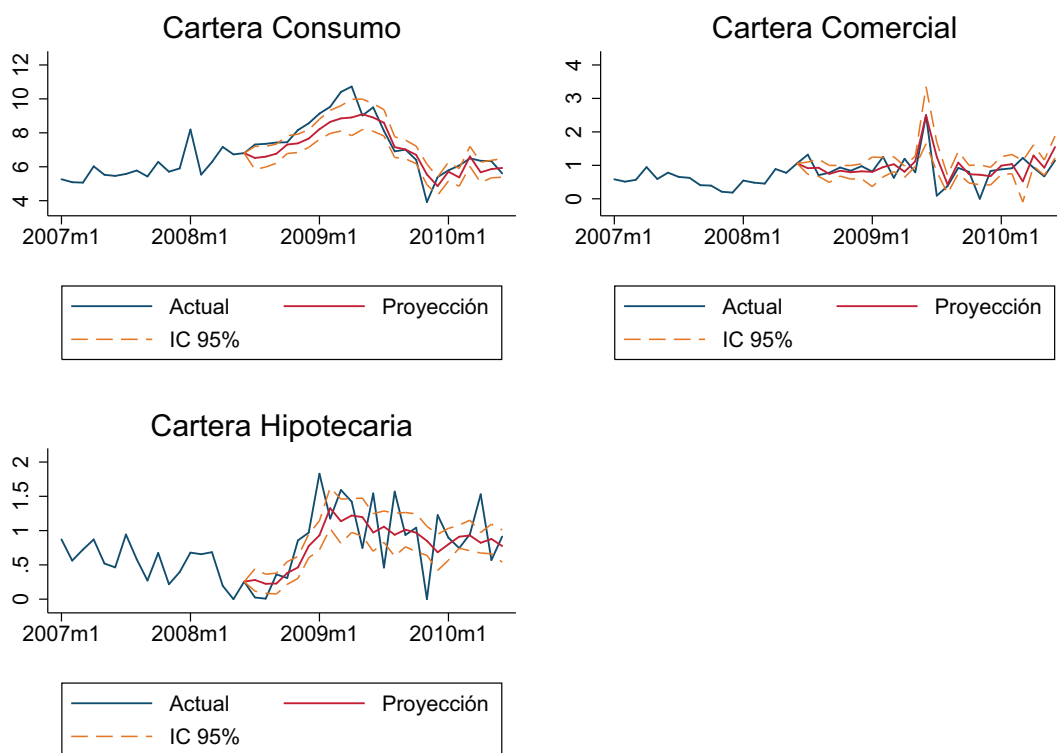 Cartera Consumo
12
10
8
6
4
2007m1 2008m1 2009m1 2010m1
Actual Proyección
IC 95%
Cartera Comercial
4
3
2
1
0
2007m1 2008m1 2009m1 2010m1
Actual Proyección
IC 95%
Cartera Hipotecaria
2
1.5
1
.5
0
2007m1 2008m1 2009m1 2010m1
Actual Proyección
IC 95%